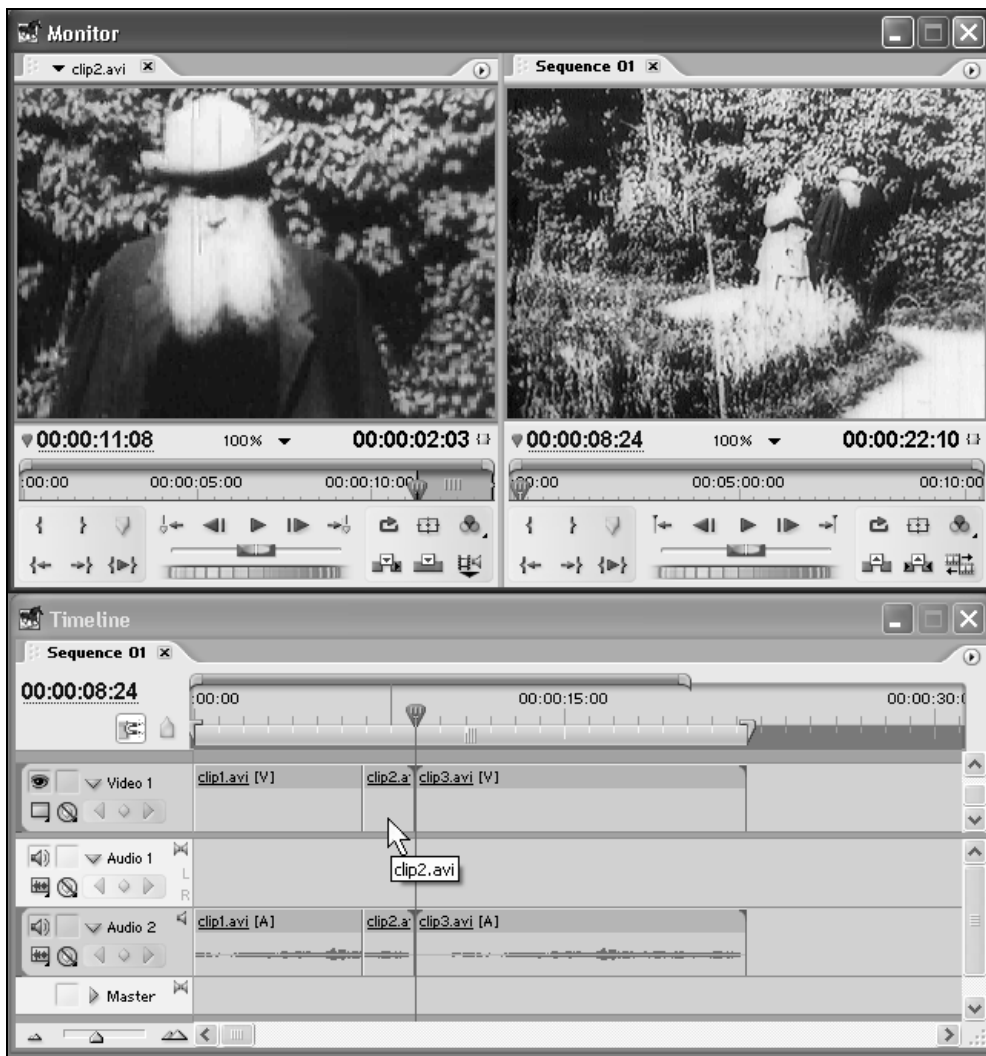 Monitor
clip2.avi
Sequence 01
00:00:11:08 100% 00:00:02:03
00:00:08:24 100% 00:00:22:10
:00:00 00:00:05:00 00:00:10:00
00:05:00:00 00:10:00
Timeline
Sequence 01
00:00:08:24
:00:00 00:00:15:00 00:00:30:0
Video 1
clip1.avi [V] clip2.a clip3.avi [V]
Audio 1
L
R
clip2.avi
Audio 2
clip1.avi [A] clip2.a clip3.avi [A]
Master